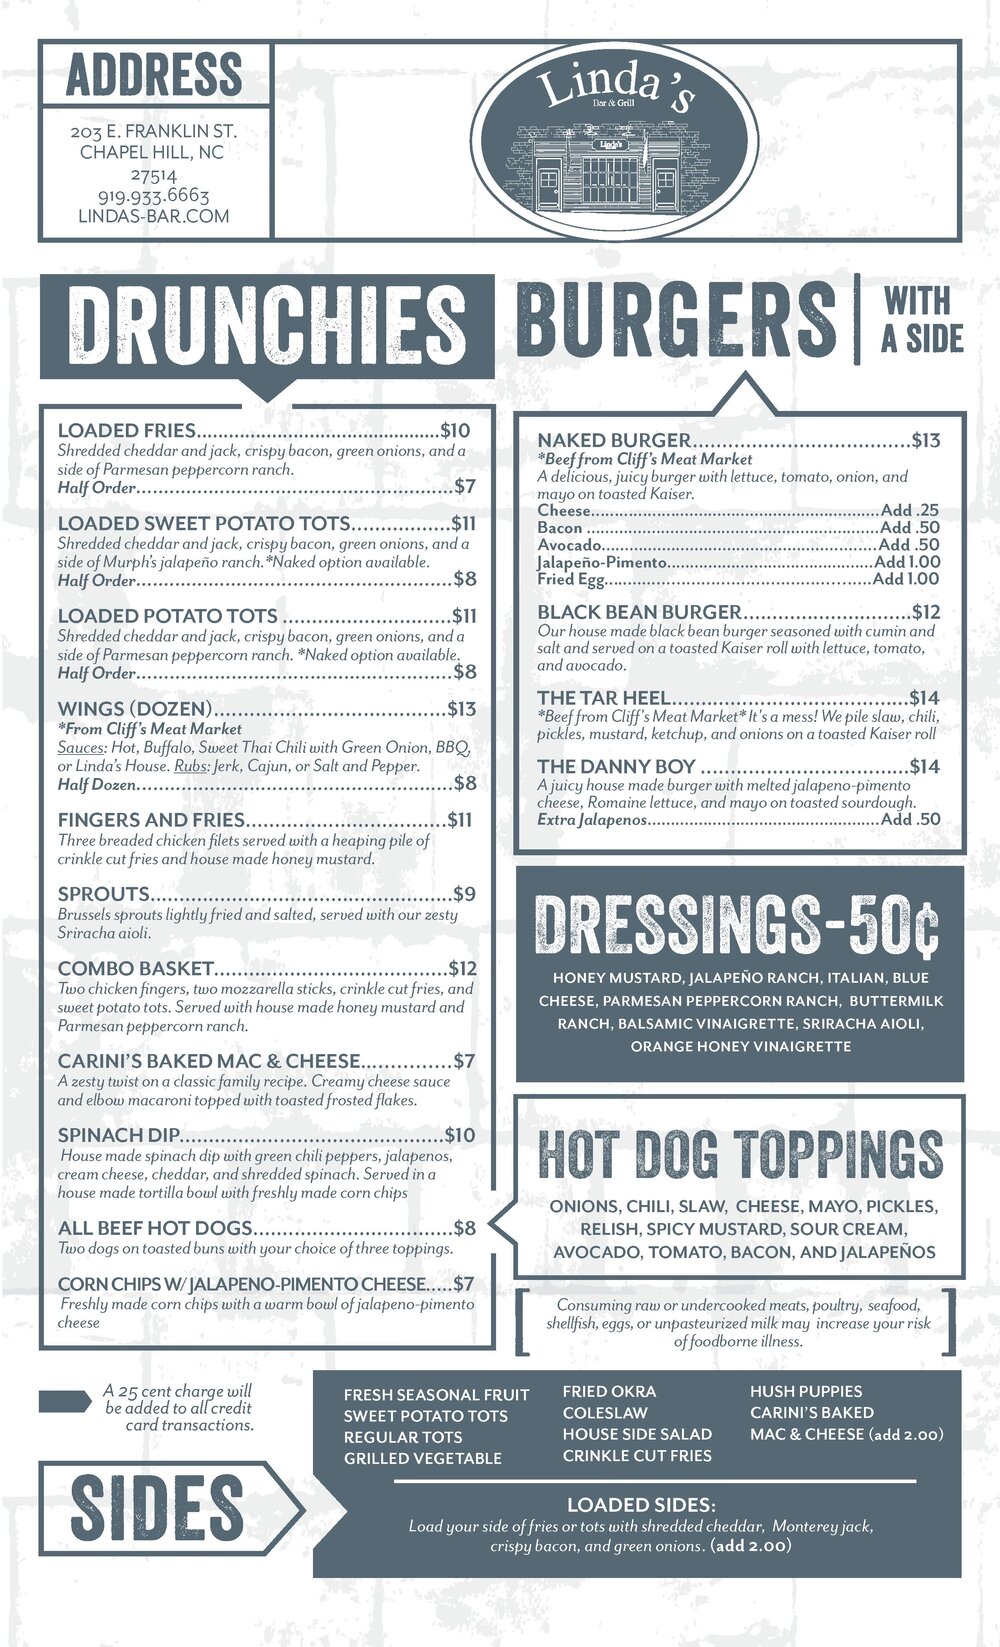 ADDRESS
203 E. FRANKLIN ST.
CHAPEL HILL, NC
27514
919.933.6663
LINDAS-BAR.COM
Linda's
Bar & Grill
Linda's
DRUNCHIES
LOADED FRIES..............................................$10
Shredded cheddar and jack, crispy bacon, green onions, and a
side of Parmesan peppercorn ranch.
Half Order.........................................................$7
LOADED SWEET POTATO TOTS..................$11
Shredded cheddar and jack, crispy bacon, green onions, and a
side of Murph's jalapeño ranch.*Naked option available.
Half Order.........................................................$8
LOADED POTATO TOTS ..............................$11
Shredded cheddar and jack, crispy bacon, green onions, and a
side of Parmesan peppercorn ranch. *Naked option available.
Half Order.........................................................$8
WINGS (DOZEN)..........................................$13
*From Cliff's Meat Market
Sauces: Hot, Buffalo, Sweet Thai Chili with Green Onion, BBQ,
or Linda's House. Rubs: Jerk, Cajun, or Salt and Pepper.
Half Dozen.........................................................$8
FINGERS AND FRIES....................................$11
Three breaded chicken filets served with a heaping pile of
crinkle cut fries and house made honey mustard.
SPROUTS......................................................$9
Brussels sprouts lightly fried and salted, served with our zesty
Sriracha aioli.
COMBO BASKET..........................................$12
Two chicken fingers, two mozzarella sticks, crinkle cut fries, and
sweet potato tots. Served with house made honey mustard and
Parmesan peppercorn ranch.
CARINI'S BAKED MAC & CHEESE................$7
A zesty twist on a classic family recipe. Creamy cheese sauce
and elbow macaroni topped with toasted frosted flakes.
SPINACH DIP...............................................$10
House made spinach dip with green chili peppers, jalapenos,
cream cheese, cheddar, and shredded spinach. Served in a
house made tortilla bowl with freshly made corn chips
ALL BEEF HOT DOGS....................................$8
Two dogs on toasted buns with your choice of three toppings.
CORN CHIPS W/ JALAPENO-PIMENTO CHEESE.....$7
Freshly made corn chips with a warm bowl of jalapeno-pimento
cheese
BURGERS
WITH
A SIDE
NAKED BURGER.......................................$13
*Beef from Cliff's Meat Market
A delicious, juicy burger with lettuce, tomato, onion, and
mayo on toasted Kaiser.
Cheese..............................................................Add .25
Bacon ...............................................................Add .50
Avocado............................................................Add .50
Jalapeño-Pimento.............................................Add 1.00
Fried Egg..........................................................Add 1.00
BLACK BEAN BURGER..............................$12
Our house made black bean burger seasoned with cumin and
salt and served on a toasted Kaiser roll with lettuce, tomato,
and avocado.
THE TAR HEEL...........................................$14
*Beef from Cliff's Meat Market* It's a mess! We pile slaw, chili,
pickles, mustard, ketchup, and onions on a toasted Kaiser roll
THE DANNY BOY .....................................$14
A juicy house made burger with melted jalapeno-pimento
cheese, Romaine lettuce, and mayo on toasted sourdough.
Extra Jalapenos..................................................Add .50
DRESSINGS-50¢
HONEY MUSTARD, JALAPEÑO RANCH, ITALIAN, BLUE
CHEESE, PARMESAN PEPPERCORN RANCH, BUTTERMILK
RANCH, BALSAMIC VINAIGRETTE, SRIRACHA AIOLI,
ORANGE HONEY VINAIGRETTE
HOT DOG TOPPINGS
ONIONS, CHILI, SLAW, CHEESE, MAYO, PICKLES,
RELISH, SPICY MUSTARD, SOUR CREAM,
AVOCADO, TOMATO, BACON, AND JALAPEÑOS
Consuming raw or undercooked meats, poultry, seafood,
shellfish, eggs, or unpasteurized milk may increase your risk
of foodborne illness.
A 25 cent charge will
be added to all credit
card transactions.
SIDES
FRESH SEASONAL FRUIT
SWEET POTATO TOTS
REGULAR TOTS
GRILLED VEGETABLE
FRIED OKRA
COLESLAW
HOUSE SIDE SALAD
CRINKLE CUT FRIES
HUSH PUPPIES
CARINI'S BAKED
MAC & CHEESE (add 2.00)
LOADED SIDES:
Load your side of fries or tots with shredded cheddar, Monterey jack,
crispy bacon, and green onions. (add 2.00)